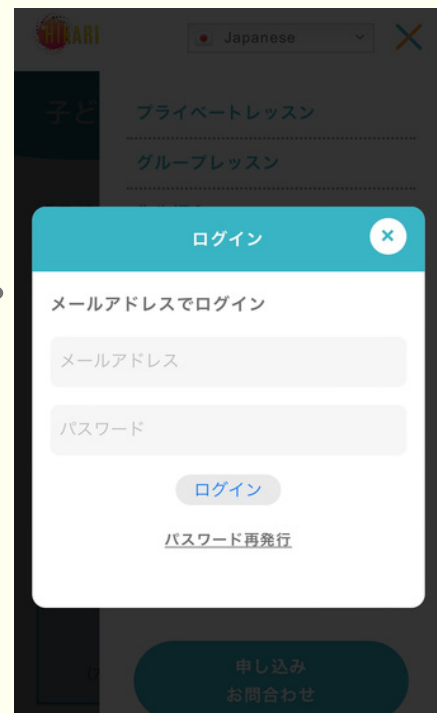 HIKARI
Japanese
子ど
プライベートレッスン
グループレッスン
ログイン
メールアドレスでログイン
メールアドレス
パスワード
ログイン
パスワード再発行
申し込み
お問合わせ